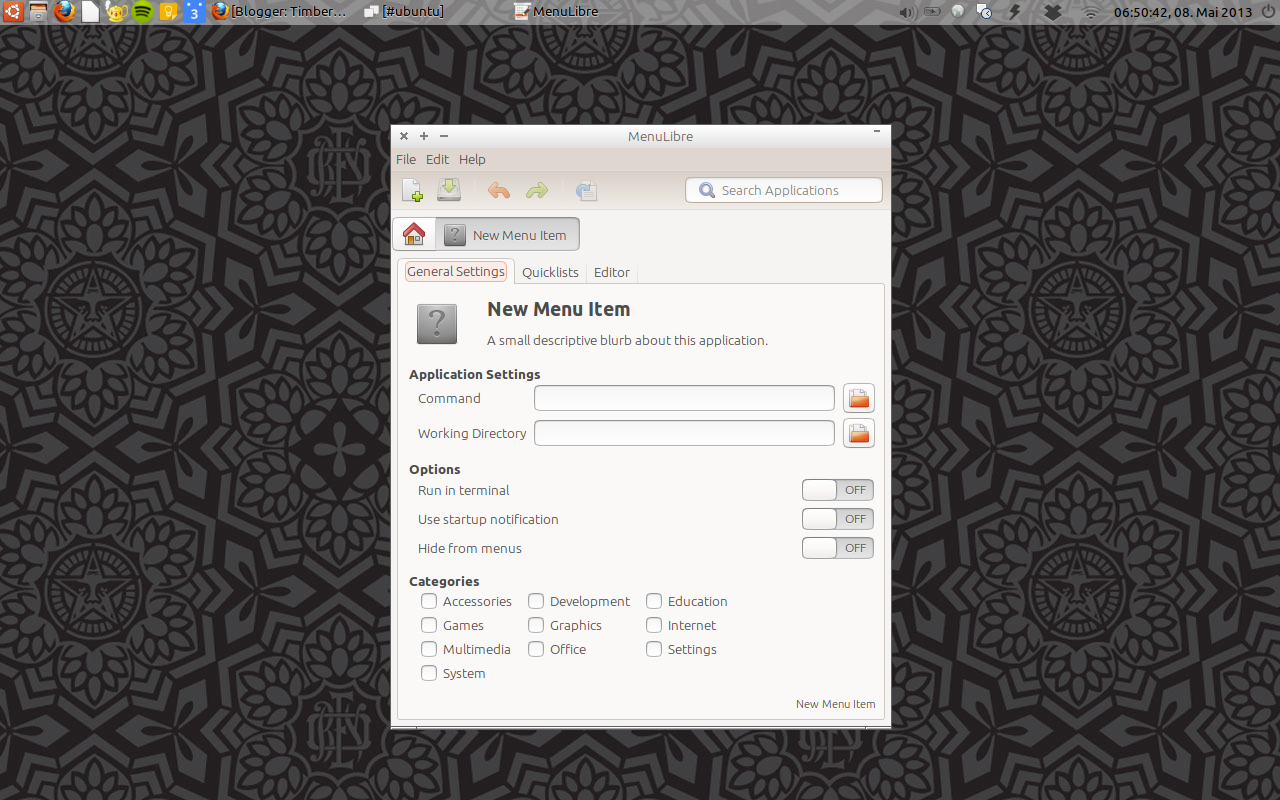 3 [Blogger: Timber... [#ubuntu] MenuLibre 06:50:42, 08. Mai 2013
MenuLibre
File Edit Help
Search Applications
? New Menu Item
General Settings Quicklists Editor
? New Menu Item
A small descriptive blurb about this application.
Application Settings
Command
Working Directory
Options
Run in terminal OFF
Use startup notification OFF
Hide from menus OFF
Categories
Accessories Development Education
Games Graphics Internet
Multimedia Office Settings
System
New Menu Item